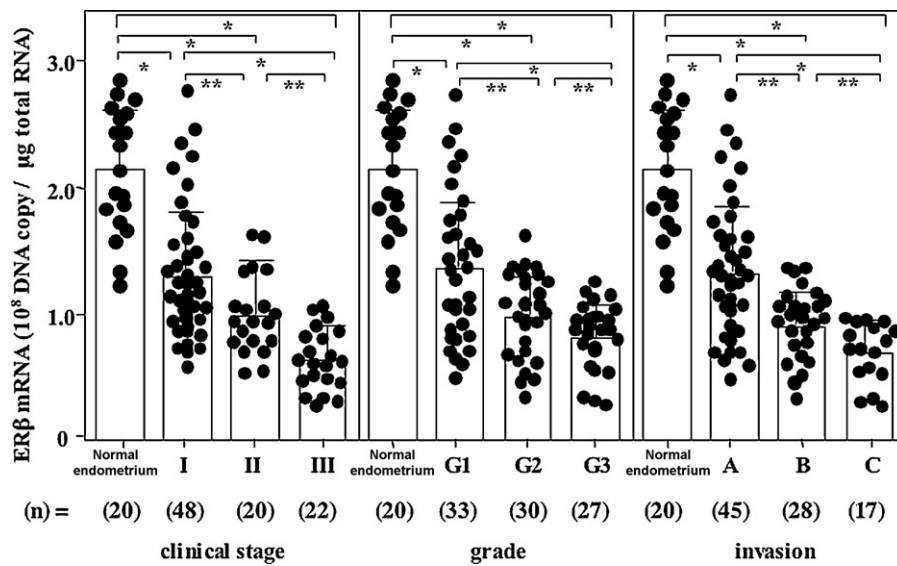 ERβ mRNA (10⁸ DNA copy / µg total RNA)
* * *
* * *
* * * * * *
** ** ** ** ** **
3.0
2.0
1.0
0
Normal endometrium I II III Normal endometrium G1 G2 G3 Normal endometrium A B C
(n) = (20) (48) (20) (22) (20) (33) (30) (27) (20) (45) (28) (17)
clinical stage grade invasion